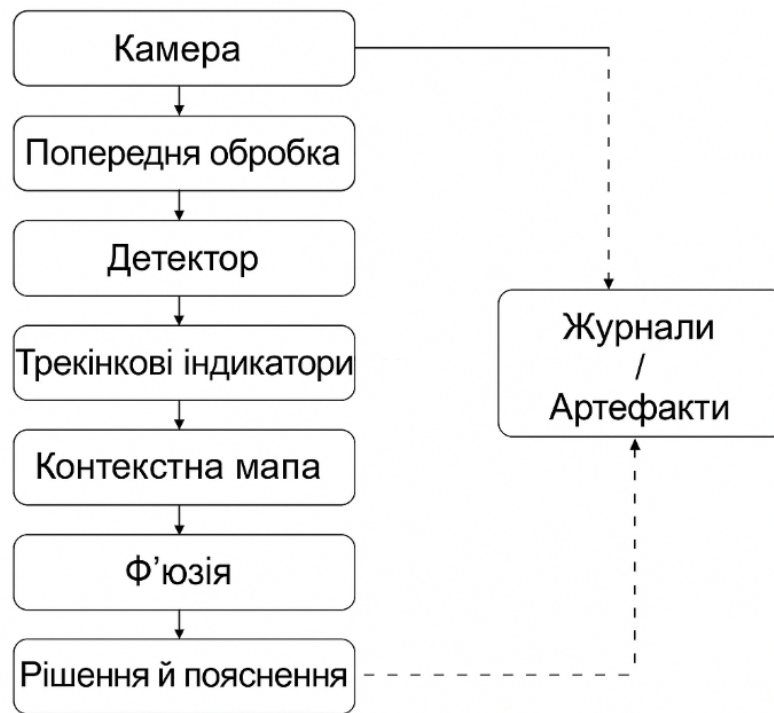 Камера
Попередня обробка
Детектор
Трекінкові індикатори
Контекстна мапа
Ф’юзія
Рішення й пояснення
Журнали
/
Артефакти